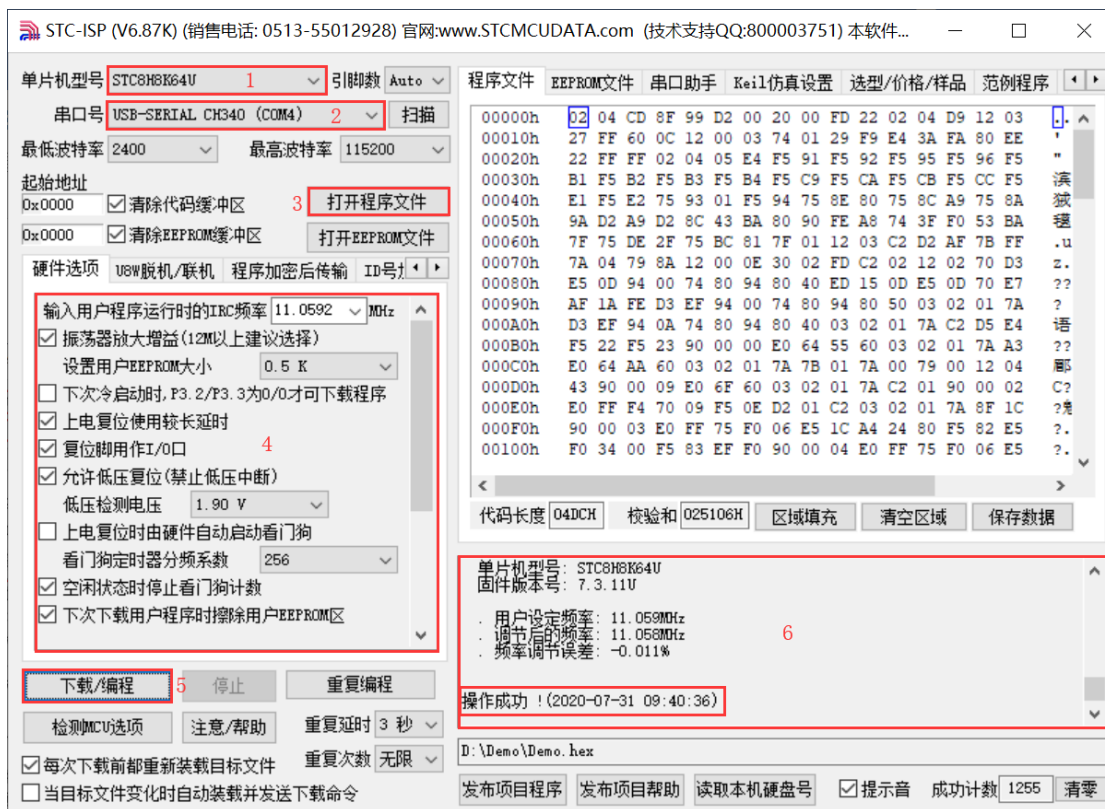 STC-ISP (V6.87K) (销售电话: 0513-55012928) 官网:www.STCMCUDATA.com (技术支持QQ:800003751) 本软件...
单片机型号 STC8H8K64U 1 引脚数 Auto
串口号 USB-SERIAL CH340 (COM4) 2 扫描
最低波特率 2400 最高波特率 115200
起始地址
0x0000 清除代码缓冲区 3 打开程序文件
0x0000 清除EEPROM缓冲区 打开EEPROM文件
硬件选项 U8W脱机/联机 程序加密后传输 ID号
输入用户程序运行时的IRC频率 11.0592 MHz
振荡器放大增益(12M以上建议选择)
设置用户EEPROM大小 0.5 K
下次冷启动时,P3.2/P3.3为0/0才可下载程序
上电复位使用较长延时
复位脚用作I/O口 4
允许低压复位(禁止低压中断)
低压检测电压 1.90 V
上电复位时由硬件自动启动看门狗
看门狗定时器分频系数 256
空闲状态时停止看门狗计数
下次下载用户程序时擦除用户EEPROM区
下载/编程 5 停止 重复编程
检测MCU选项 注意/帮助 重复延时 3 秒
重复次数 无限
每次下载前都重新装载目标文件
当目标文件变化时自动装载并发送下载命令
程序文件 EEPROM文件 串口助手 Keil仿真设置 选型/价格/样品 范例程序
00000h 02 04 CD 8F 99 D2 00 20 00 FD 22 02 04 D9 12 03 ..
00010h 27 FF 60 0C 12 00 03 74 01 29 F9 E4 3A FA 80 EE '
00020h 22 FF FF 02 04 05 E4 F5 91 F5 92 F5 95 F5 96 F5 "
00030h B1 F5 B2 F5 B3 F5 B4 F5 C9 F5 CA F5 CB F5 CC F5 滨
00040h E1 F5 E2 75 93 01 F5 94 75 8E 80 75 8C A9 75 8A
00050h 9A D2 A9 D2 8C 43 BA 80 90 FE A8 74 3F F0 53 BA
00060h 7F 75 DE 2F 75 BC 81 7F 01 12 03 C2 D2 AF 7B FF .u
00070h 7A 04 79 8A 12 00 0E 30 02 FD C2 02 12 02 70 D3 z.
00080h E5 0D 94 00 74 80 94 80 40 ED 15 0D E5 0D 70 E7 ??
00090h AF 1A FE D3 EF 94 00 74 80 94 80 50 03 02 01 7A ?
000A0h D3 EF 94 0A 74 80 94 80 40 03 02 01 7A C2 D5 E4 语
000B0h F5 22 F5 23 90 00 00 E0 64 55 60 03 02 01 7A A3 ??
000C0h E0 64 AA 60 03 02 01 7A 7B 01 7A 00 79 00 12 04 郿
000D0h 43 90 00 09 E0 6F 60 03 02 01 7A C2 01 90 00 02 C?
000E0h E0 FF F4 70 09 F5 0E D2 01 C2 03 02 01 7A 8F 1C
000F0h 90 00 03 E0 FF 75 F0 06 E5 1C A4 24 80 F5 82 E5 ?.
00100h F0 34 00 F5 83 EF F0 90 00 04 E0 FF 75 F0 06 E5 ?.
代码长度 04DCH 校验和 025106H 区域填充 清空区域 保存数据
单片机型号: STC8H8K64U
固件版本号: 7.3.11U
. 用户设定频率: 11.059MHz
. 调节后的频率: 11.058MHz
. 频率调节误差: -0.011%
6
操作成功 !(2020-07-31 09:40:36)
D:\Demo\Demo.hex
发布项目程序 发布项目帮助 读取本机硬盘号 提示音 成功计数 1255 清零